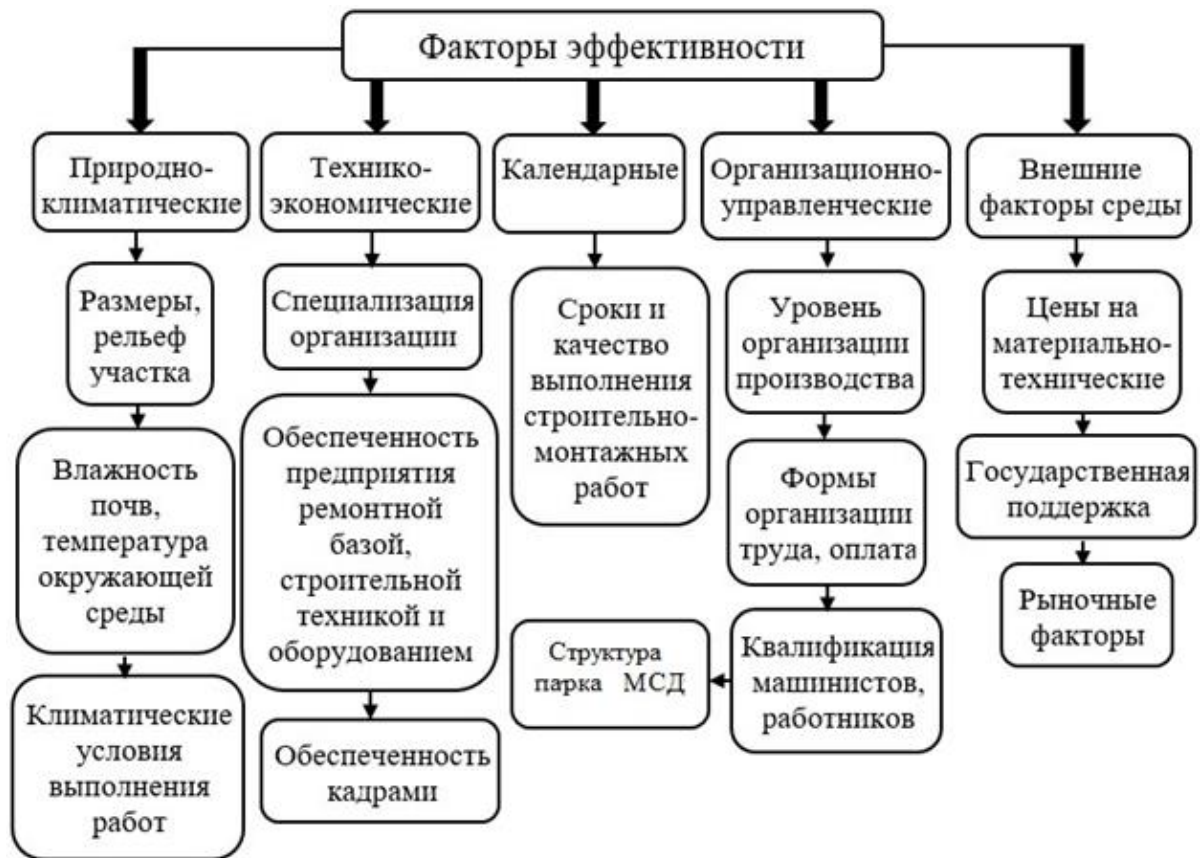 Факторы эффективности
Природно-
климатические
Размеры,
рельеф
участка
Влажность
почв,
температура
окружающей
среды
Климатические
условия
выполнения
работ
Технико-
экономические
Специализация
организации
Обеспеченность
предприятия
ремонтной
базой,
строительной
техникой и
оборудованием
Обеспеченность
кадрами
Календарные
Сроки и
качество
выполнения
строительно-
монтажных
работ
Организационно-
управленческие
Уровень
организации
производства
Формы
организации
труда, оплата
Квалификация
машинистов,
работников
Структура
парка МСД
Внешние
факторы среды
Цены на
материально-
технические
Государственная
поддержка
Рыночные
факторы